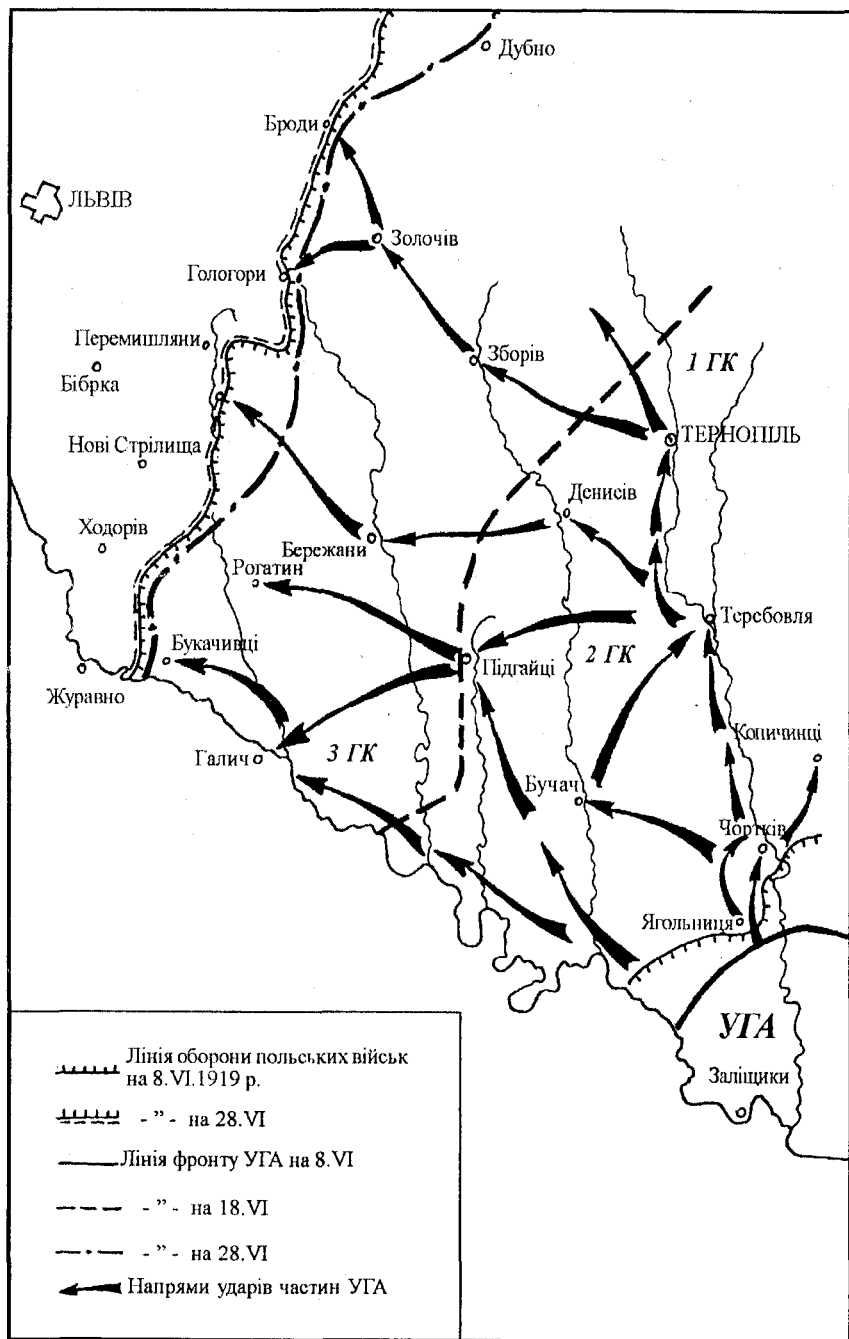 Дубно
Броди
ЛЬВІВ
Золочів
Гологори
Перемишляни
Зборів
Бібрка
1 ГК
ТЕРНОПІЛЬ
Нові Стрілища
Денисів
Ходорів
Бережани
Рогатин
Теребовля
Букачивці
2 ГК
Підгайці
Журавно
Галич
3 ГК
Копичинці
Бучач
Чортків
Ягольниця
УГА
Заліщики
Лінія оборони польських військ
на 8.VI.1919 р.
- ” - на 28.VI
Лінія фронту УГА на 8.VI
- ” - на 18.VI
- ” - на 28.VI
Напрями ударів частин УГА